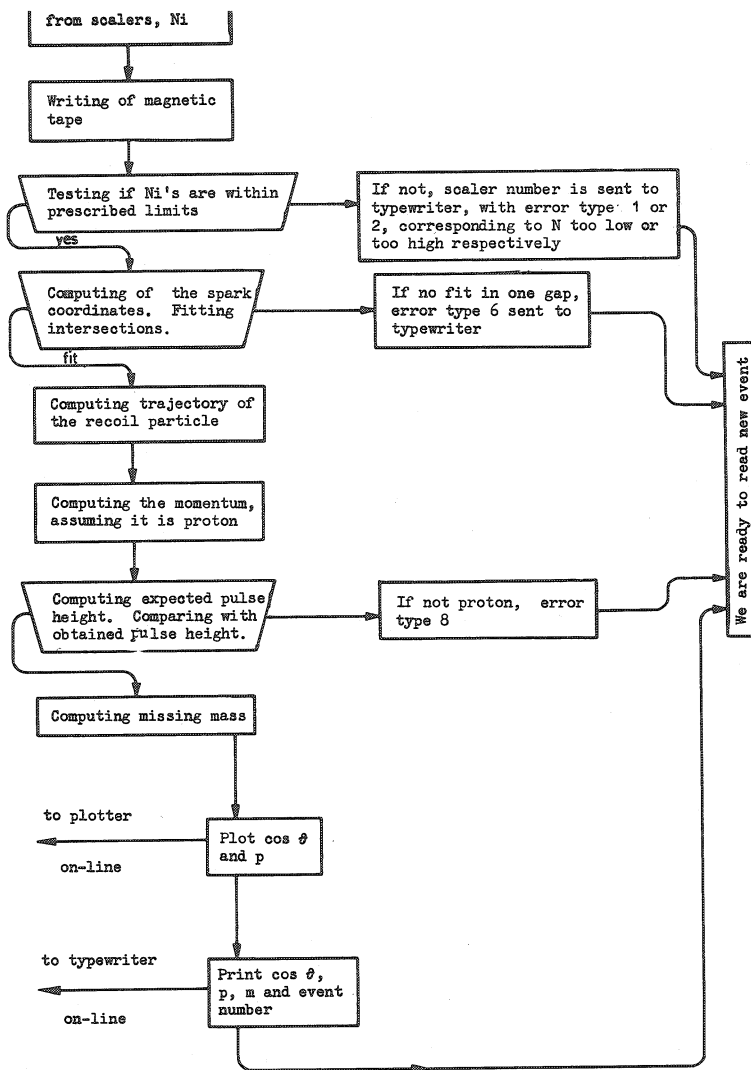 from scalers, Ni
Writing of magnetic
tape
Testing if Ni's are within
prescribed limits
If not, scaler number is sent to
typewriter, with error type 1 or
2, corresponding to N too low or
too high respectively
yes
Computing of the spark
coordinates. Fitting
intersections.
If no fit in one gap,
error type 6 sent to
typewriter
fit
Computing trajectory of
the recoil particle
We are ready to read new event
Computing the momentum,
assuming it is proton
Computing expected pulse
height. Comparing with
obtained pulse height.
If not proton, error
type 8
Computing missing mass
to plotter
on-line
Plot cos ϑ
and p
to typewriter
on-line
Print cos ϑ,
p, m and event
number